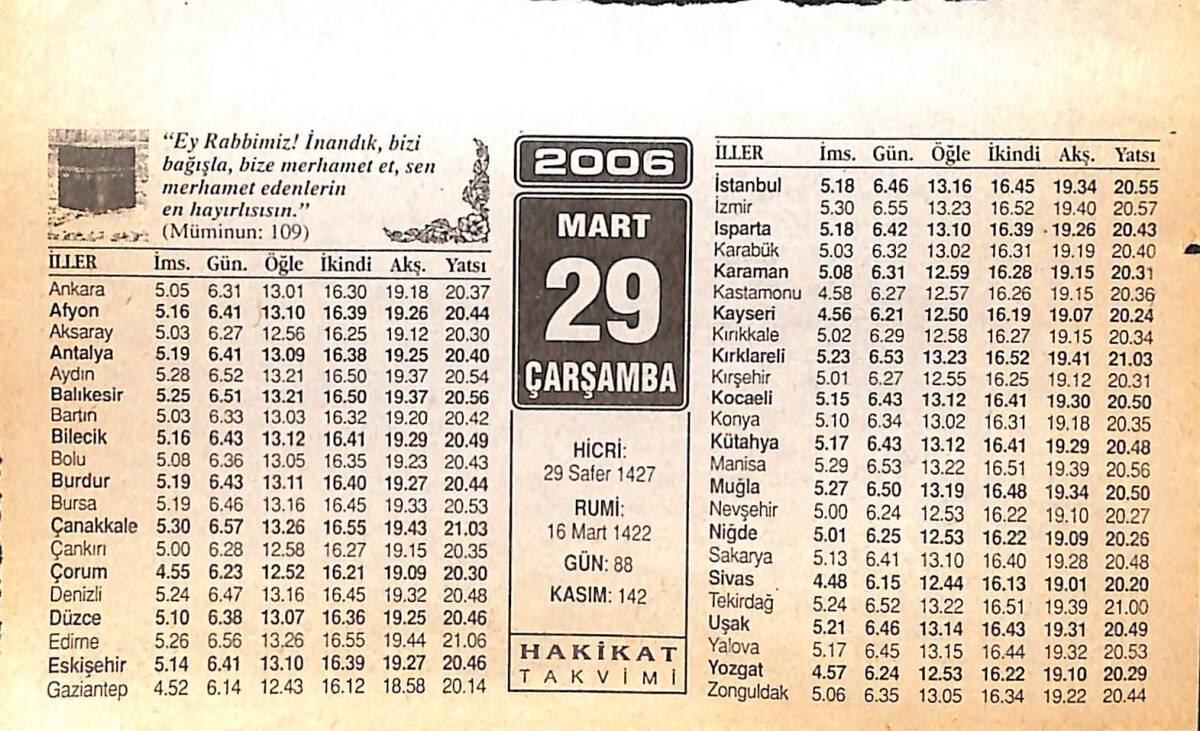 “Ey Rabbimiz! İnandık, bizi
bağışla, bize merhamet et, sen
merhamet edenlerin
en hayırlısısın.”
(Müminun: 109)
İLLER İms. Gün. Öğle İkindi Akş. Yatsı
Ankara 5.05 6.31 13.01 16.30 19.18 20.37
Afyon 5.16 6.41 13.10 16.39 19.26 20.44
Aksaray 5.03 6.27 12.56 16.25 19.12 20.30
Antalya 5.19 6.41 13.09 16.38 19.25 20.40
Aydın 5.28 6.52 13.21 16.50 19.37 20.54
Balıkesir 5.25 6.51 13.21 16.50 19.37 20.56
Bartın 5.03 6.33 13.03 16.32 19.20 20.42
Bilecik 5.16 6.43 13.12 16.41 19.29 20.49
Bolu 5.08 6.36 13.05 16.35 19.23 20.43
Burdur 5.19 6.43 13.11 16.40 19.27 20.44
Bursa 5.19 6.46 13.16 16.45 19.33 20.53
Çanakkale 5.30 6.57 13.26 16.55 19.43 21.03
Çankırı 5.00 6.28 12.58 16.27 19.15 20.35
Çorum 4.55 6.23 12.52 16.21 19.09 20.30
Denizli 5.24 6.47 13.16 16.45 19.32 20.48
Düzce 5.10 6.38 13.07 16.36 19.25 20.46
Edirne 5.26 6.56 13,26 16.55 19.44 21.06
Eskişehir 5.14 6.41 13.10 16.39 19.27 20.46
Gaziantep 4.52 6.14 12.43 16.12 18.58 20.14
2006
MART
29
ÇARŞAMBA
HİCRİ:
29 Safer 1427
RUMİ:
16 Mart 1422
GÜN: 88
KASIM: 142
HAKİKAT
TAKVİMİ
İLLER İms. Gün. Öğle İkindi Akş. Yatsı
İstanbul 5.18 6.46 13.16 16.45 19.34 20.55
İzmir 5.30 6.55 13.23 16.52 19.40 20.57
Isparta 5.18 6.42 13.10 16.39 19.26 20.43
Karabük 5.03 6.32 13.02 16.31 19.19 20.40
Karaman 5.08 6.31 12.59 16.28 19.15 20.31
Kastamonu 4.58 6.27 12.57 16.26 19.15 20.36
Kayseri 4.56 6.21 12.50 16.19 19.07 20.24
Kırıkkale 5.02 6.29 12.58 16.27 19.15 20.34
Kırklareli 5.23 6.53 13.23 16.52 19.41 21.03
Kırşehir 5.01 6.27 12.55 16.25 19.12 20.31
Kocaeli 5.15 6.43 13.12 16.41 19.30 20.50
Konya 5.10 6.34 13.02 16.31 19.18 20.35
Kütahya 5.17 6.43 13.12 16.41 19.29 20.48
Manisa 5.29 6.53 13.22 16.51 19.39 20.56
Muğla 5.27 6.50 13.19 16.48 19.34 20.50
Nevşehir 5.00 6.24 12.53 16.22 19.10 20.27
Niğde 5.01 6.25 12.53 16.22 19.09 20.26
Sakarya 5.13 6.41 13.10 16.40 19.28 20.48
Sivas 4.48 6.15 12.44 16.13 19.01 20.20
Tekirdağ 5.24 6.52 13.22 16.51 19.39 21.00
Uşak 5.21 6.46 13.14 16.43 19.31 20.49
Yalova 5.17 6.45 13.15 16.44 19.32 20.53
Yozgat 4.57 6.24 12.53 16.22 19.10 20.29
Zonguldak 5.06 6.35 13.05 16.34 19.22 20.44